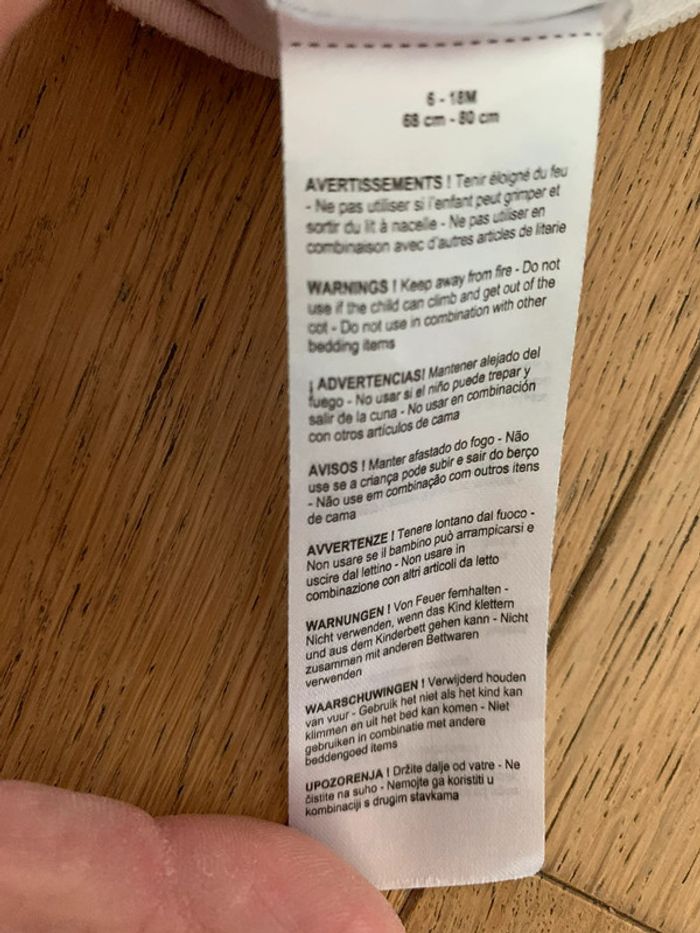 6 - 18M
68 cm - 80 cm
AVERTISSEMENTS ! Tenir éloigné du feu
- Ne pas utiliser si l'enfant peut grimper et
sortir du lit à nacelle - Ne pas utiliser en
combinaison avec d'autres articles de literie
WARNINGS ! Keep away from fire - Do not
use if the child can climb and get out of the
cot - Do not use in combination with other
bedding items
¡ ADVERTENCIAS! Mantener alejado del
fuego - No usar si el niño puede trepar y
salir de la cuna - No usar en combinación
con otros artículos de cama
AVISOS ! Manter afastado do fogo - Não
use se a criança pode subir e sair do berço
- Não use em combinação com outros itens
de cama
AVVERTENZE ! Tenere lontano dal fuoco -
Non usare se il bambino può arrampicarsi e
uscire dal lettino - Non usare in
combinazione con altri articoli da letto
WARNUNGEN ! Von Feuer fernhalten -
Nicht verwenden, wenn das Kind klettern
und aus dem Kinderbett gehen kann - Nicht
zusammen mit anderen Bettwaren
verwenden
WAARSCHUWINGEN ! Verwijderd houden
van vuur - Gebruik het niet als het kind kan
klimmen en uit het bed kan komen - Niet
gebruiken in combinatie met andere
beddengoed items
UPOZORENJA ! Držite dalje od vatre - Ne
čistite na suho - Nemojte ga koristiti u
kombinaciji s drugim stavkama